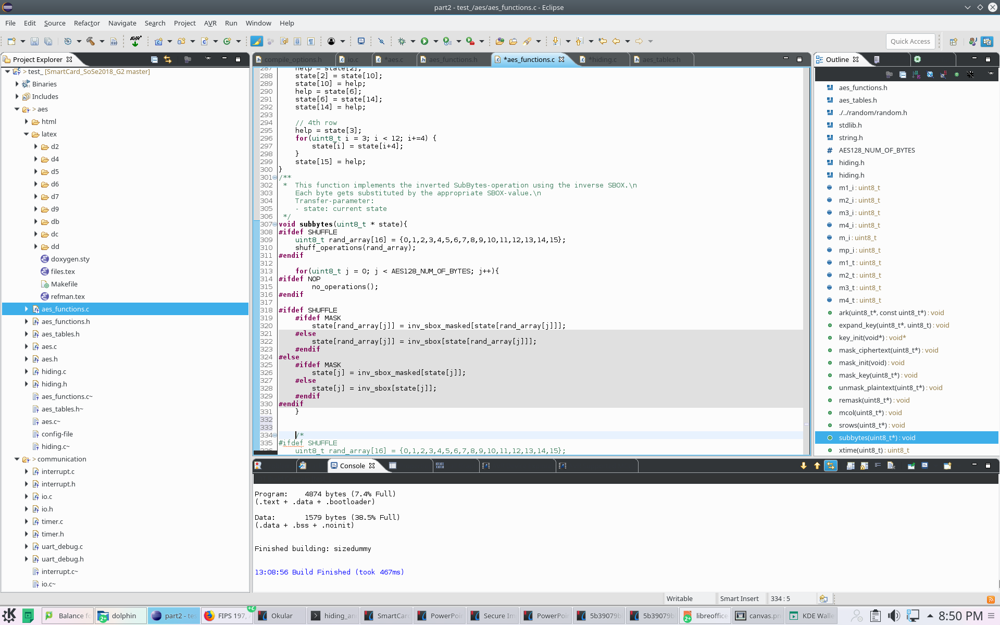 part2 - test_/aes/aes_functions.c - Eclipse
File Edit Source Refactor Navigate Search Project AVR Run Window Help
AVR
Quick Access
Project Explorer
compile_options.h
io.c
*aes.c
aes_functions.h
*aes_functions.c
*hiding.c
aes_tables.h
Outline
> test_ [SmartCard_SoSe2018_G2 master]
Binaries
Includes
> aes
html
latex
d2
d4
d5
d6
d7
d9
db
dc
dd
doxygen.sty
files.tex
Makefile
refman.tex
aes_functions.c
aes_functions.h
aes_tables.h
aes.c
aes.h
hiding.c
hiding.h
aes_functions.c~
aes_tables.h~
aes.c~
config-file
hiding.c~
> communication
interrupt.c
interrupt.h
io.c
io.h
timer.c
timer.h
uart_debug.c
uart_debug.h
interrupt.c~
io.c~
287 help = state[2];
288 state[2] = state[10];
289 state[10] = help;
290 help = state[6];
291 state[6] = state[14];
292 state[14] = help;
293
294 // 4th row
295 help = state[3];
296 for(uint8_t i = 3; i < 12; i+=4) {
297 state[i] = state[i+4];
298 }
299 state[15] = help;
300 }
301 /**
302 * This function implements the inverted SubBytes-operation using the inverse SBOX.\n
303 Each byte gets substituted by the appropriate SBOX-value.\n
304 Transfer-parameter:
305 - state: current state
306 */
307 void subbytes(uint8_t * state){
308 #ifdef SHUFFLE
309 uint8_t rand_array[16] = {0,1,2,3,4,5,6,7,8,9,10,11,12,13,14,15};
310 shuff_operations(rand_array);
311 #endif
312
313 for(uint8_t j = 0; j < AES128_NUM_OF_BYTES; j++){
314 #ifdef NOP
315 no_operations();
316 #endif
317
318 #ifdef SHUFFLE
319 #ifdef MASK
320 state[rand_array[j]] = inv_sbox_masked[state[rand_array[j]]];
321 #else
322 state[rand_array[j]] = inv_sbox[state[rand_array[j]]];
323 #endif
324 #else
325 #ifdef MASK
326 state[j] = inv_sbox_masked[state[j]];
327 #else
328 state[j] = inv_sbox[state[j]];
329 #endif
330 #endif
331 }
332
333
334 /*
335 #ifdef SHUFFLE
336 uint8_t rand_array[16] = {0,1,2,3,4,5,6,7,8,9,10,11,12,13,14,15};
aes_functions.h
aes_tables.h
./../random/random.h
stdlib.h
string.h
# AES128_NUM_OF_BYTES
hiding.h
hiding.h
m1_i : uint8_t
m2_i : uint8_t
m3_i : uint8_t
m4_i : uint8_t
m_i : uint8_t
mp_i : uint8_t
m1_t : uint8_t
m2_t : uint8_t
m3_t : uint8_t
m4_t : uint8_t
ark(uint8_t*, const uint8_t*) : void
expand_key(uint8_t*, uint8_t) : void
key_init(void*) : void*
mask_ciphertext(uint8_t*) : void
mask_init(void) : void
mask_key(uint8_t*) : void
unmask_plaintext(uint8_t*) : void
remask(uint8_t*) : void
mcol(uint8_t*) : void
srows(uint8_t*) : void
subbytes(uint8_t*) : void
xtime(uint8_t) : uint8_t
Console
Program: 4874 bytes (7.4% Full)
(.text + .data + .bootloader)
Data: 1579 bytes (38.5% Full)
(.data + .bss + .noinit)
Finished building: sizedummy
13:08:56 Build Finished (took 467ms)
Writable Smart Insert 334 : 5
Balance fo
dolphin
2+
part2 - tes
FIPS 197,
+2
Okular
hiding_an
SmartCar
PowerPoi
Secure Im
PowerPoin
5b39079b
5b39079b
libreoffice
2+
canvas.pn
KDE Walle
8:50 PM